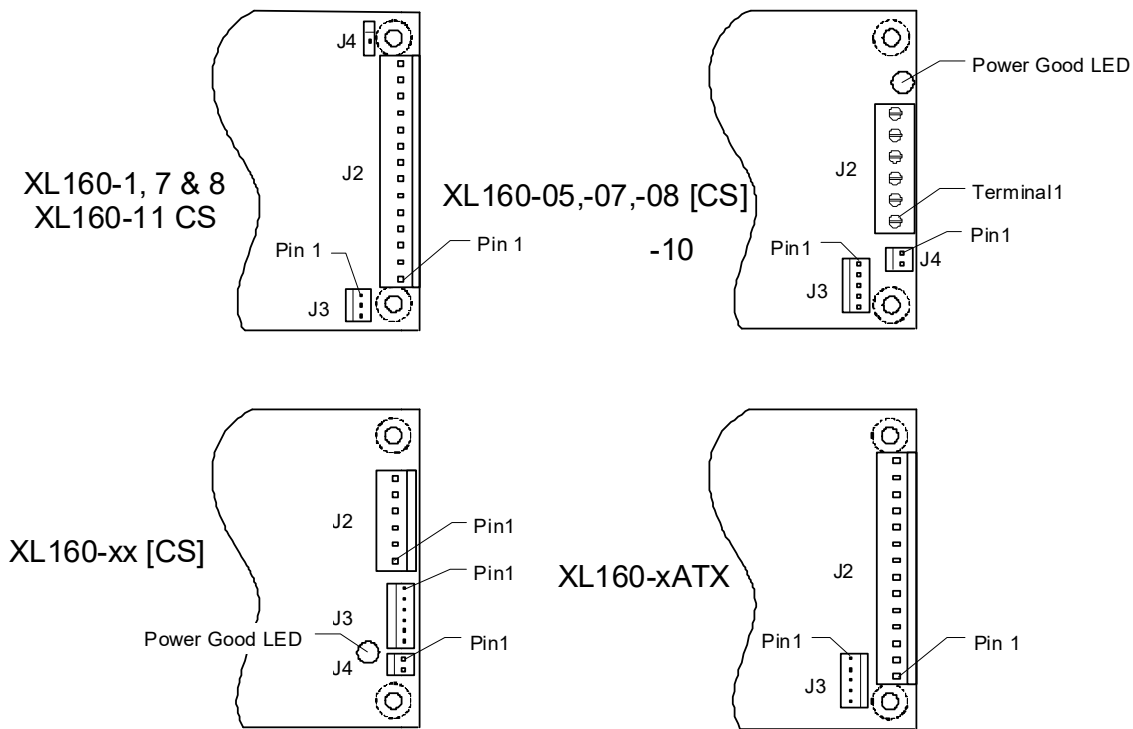 J4
J2
XL160-1, 7 & 8
XL160-11 CS
Pin 1
Pin 1
J3
Power Good LED
J2
XL160-05,-07,-08 [CS]
-10
Terminal1
Pin1
Pin1
J4
J3
J2
Pin1
XL160-xx [CS]
Pin1
J3
Power Good LED
Pin1
J4
XL160-xATX
J2
Pin1
Pin 1
J3